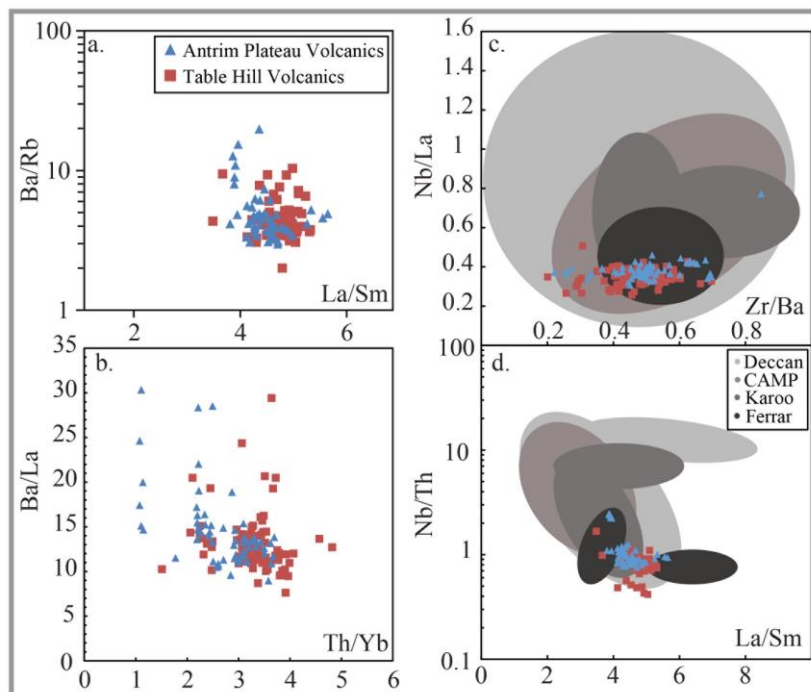 a.
Antrim Plateau Volcanics
Table Hill Volcanics
Ba/Rb
100
10
1
La/Sm
2
4
6
c.
Nb/La
1.6
1.4
1.2
1
0.8
0.6
0.4
0.2
Zr/Ba
0.2
0.4
0.6
0.8
b.
Ba/La
35
30
25
20
15
10
5
0
Th/Yb
0
1
2
3
4
5
6
d.
Deccan
CAMP
Karoo
Ferrar
Nb/Th
100
10
1
0.1
La/Sm
0
2
4
6
8